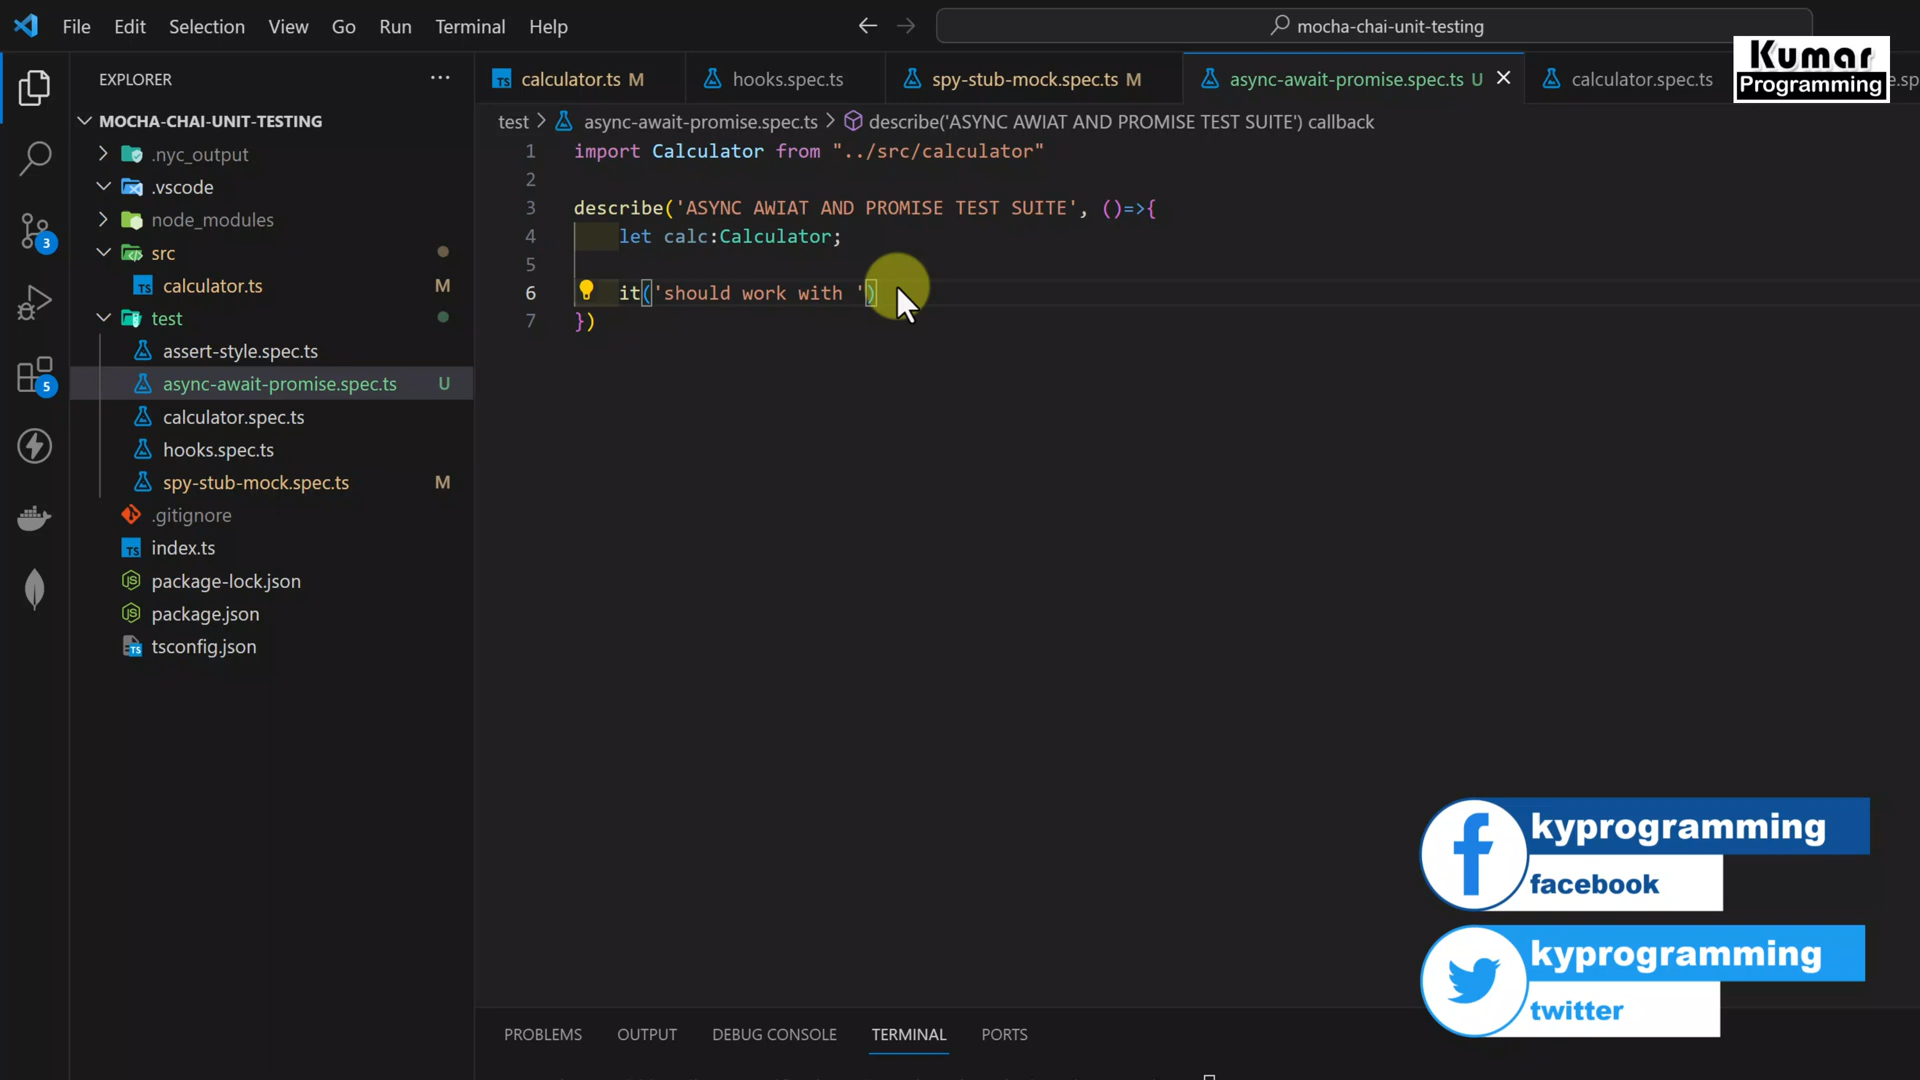 File Edit Selection View Go Run Terminal Help
mocha-chai-unit-testing
Kumar
Programming
EXPLORER
calculator.ts M
hooks.spec.ts
spy-stub-mock.spec.ts M
async-await-promise.spec.ts U
calculator.spec.ts
test > async-await-promise.spec.ts > describe('ASYNC AWIAT AND PROMISE TEST SUITE') callback
MOCHA-CHAI-UNIT-TESTING
.nyc_output
.vscode
node_modules
src
calculator.ts M
test
assert-style.spec.ts
async-await-promise.spec.ts U
calculator.spec.ts
hooks.spec.ts
spy-stub-mock.spec.ts M
.gitignore
index.ts
package-lock.json
package.json
tsconfig.json
3
5
1 import Calculator from "../src/calculator"
2
3 describe('ASYNC AWIAT AND PROMISE TEST SUITE', ()=>{
4 let calc:Calculator;
5
6 it('should work with ')
7 })
kyprogramming
facebook
kyprogramming
twitter
PROBLEMS OUTPUT DEBUG CONSOLE TERMINAL PORTS